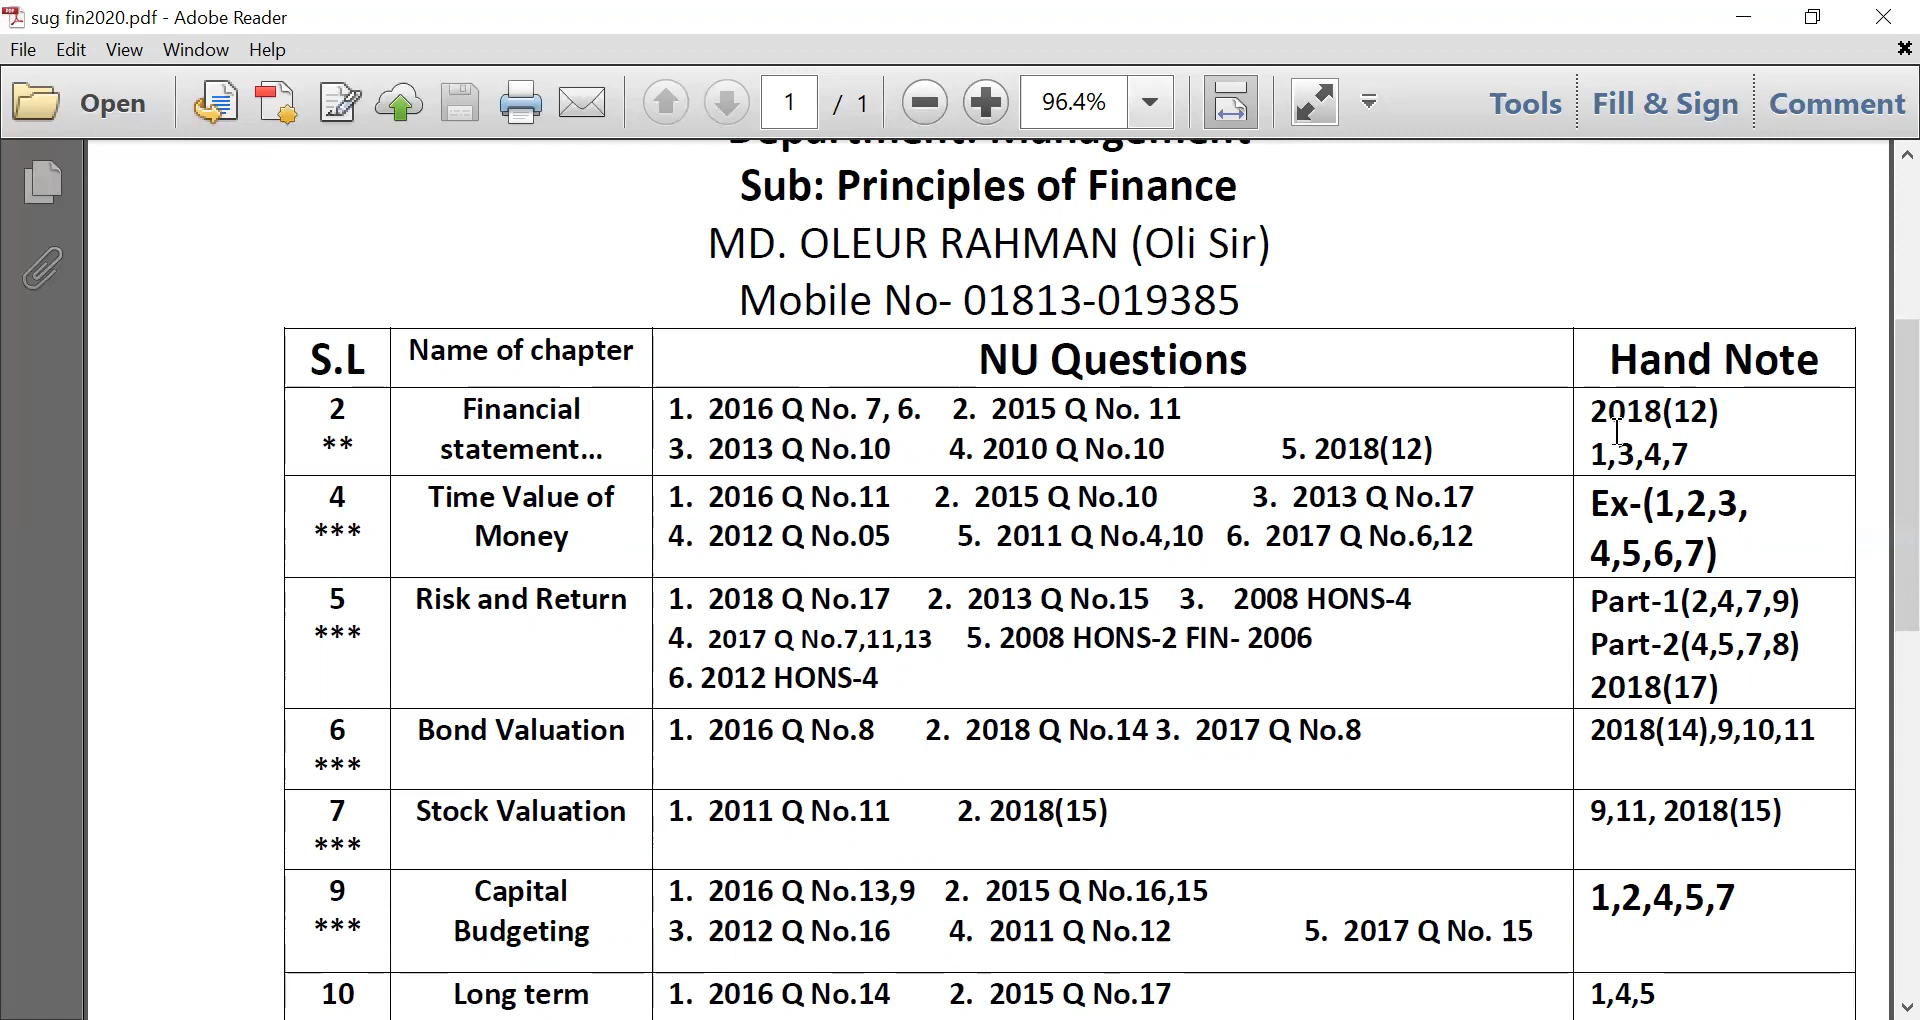 sug fin2020.pdf - Adobe Reader
File Edit View Window Help
Open 1 / 1 96.4% Tools Fill & Sign Comment
Department: Management
Sub: Principles of Finance
MD. OLEUR RAHMAN (Oli Sir)
Mobile No- 01813-019385
S.L Name of chapter NU Questions Hand Note
2 Financial 1. 2016 Q No. 7, 6. 2. 2015 Q No. 11 2018(12)
** statement... 3. 2013 Q No.10 4. 2010 Q No.10 5. 2018(12) 1,3,4,7
4 Time Value of 1. 2016 Q No.11 2. 2015 Q No.10 3. 2013 Q No.17 Ex-(1,2,3,
*** Money 4. 2012 Q No.05 5. 2011 Q No.4,10 6. 2017 Q No.6,12 4,5,6,7)
5 Risk and Return 1. 2018 Q No.17 2. 2013 Q No.15 3. 2008 HONS-4 Part-1(2,4,7,9)
*** 4. 2017 Q No.7,11,13 5. 2008 HONS-2 FIN- 2006 Part-2(4,5,7,8)
6. 2012 HONS-4 2018(17)
6 Bond Valuation 1. 2016 Q No.8 2. 2018 Q No.14 3. 2017 Q No.8 2018(14),9,10,11
***
7 Stock Valuation 1. 2011 Q No.11 2. 2018(15) 9,11, 2018(15)
***
9 Capital 1. 2016 Q No.13,9 2. 2015 Q No.16,15 1,2,4,5,7
*** Budgeting 3. 2012 Q No.16 4. 2011 Q No.12 5. 2017 Q No. 15
10 Long term 1. 2016 Q No.14 2. 2015 Q No.17 1,4,5